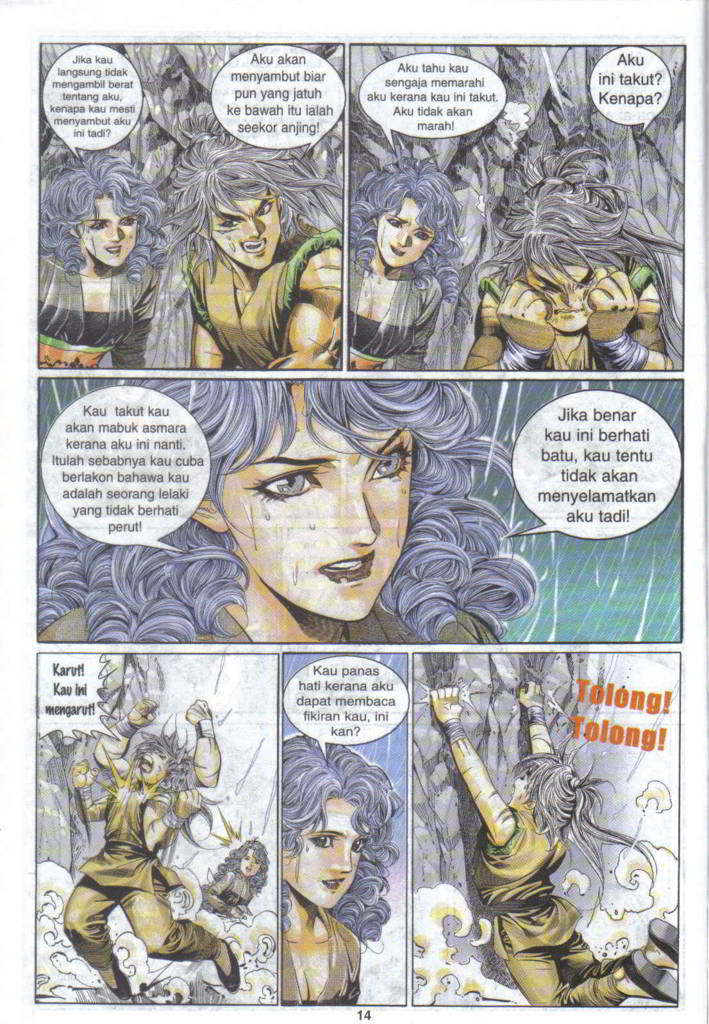 Jika kau
langsung tidak
mengambil berat
tentang aku,
kenapa kau mesti
menyambut aku
ini tadi?
Aku akan
menyambut biar
pun yang jatuh
ke bawah itu ialah
seekor anjing!
Aku tahu kau
sengaja memarahi
aku kerana kau ini takut.
Aku tidak akan
marah!
Aku
ini takut?
Kenapa?
Kau takut kau
akan mabuk asmara
kerana aku ini nanti.
Itulah sebabnya kau cuba
berlakon bahawa kau
adalah seorang lelaki
yang tidak berhati
perut!
Jika benar
kau ini berhati
batu, kau tentu
tidak akan
menyelamatkan
aku tadi!
Karut!
Kau ini
mengarut!
Kau panas
hati kerana aku
dapat membaca
fikiran kau, ini
kan?
Tolong!
Tolong!
14